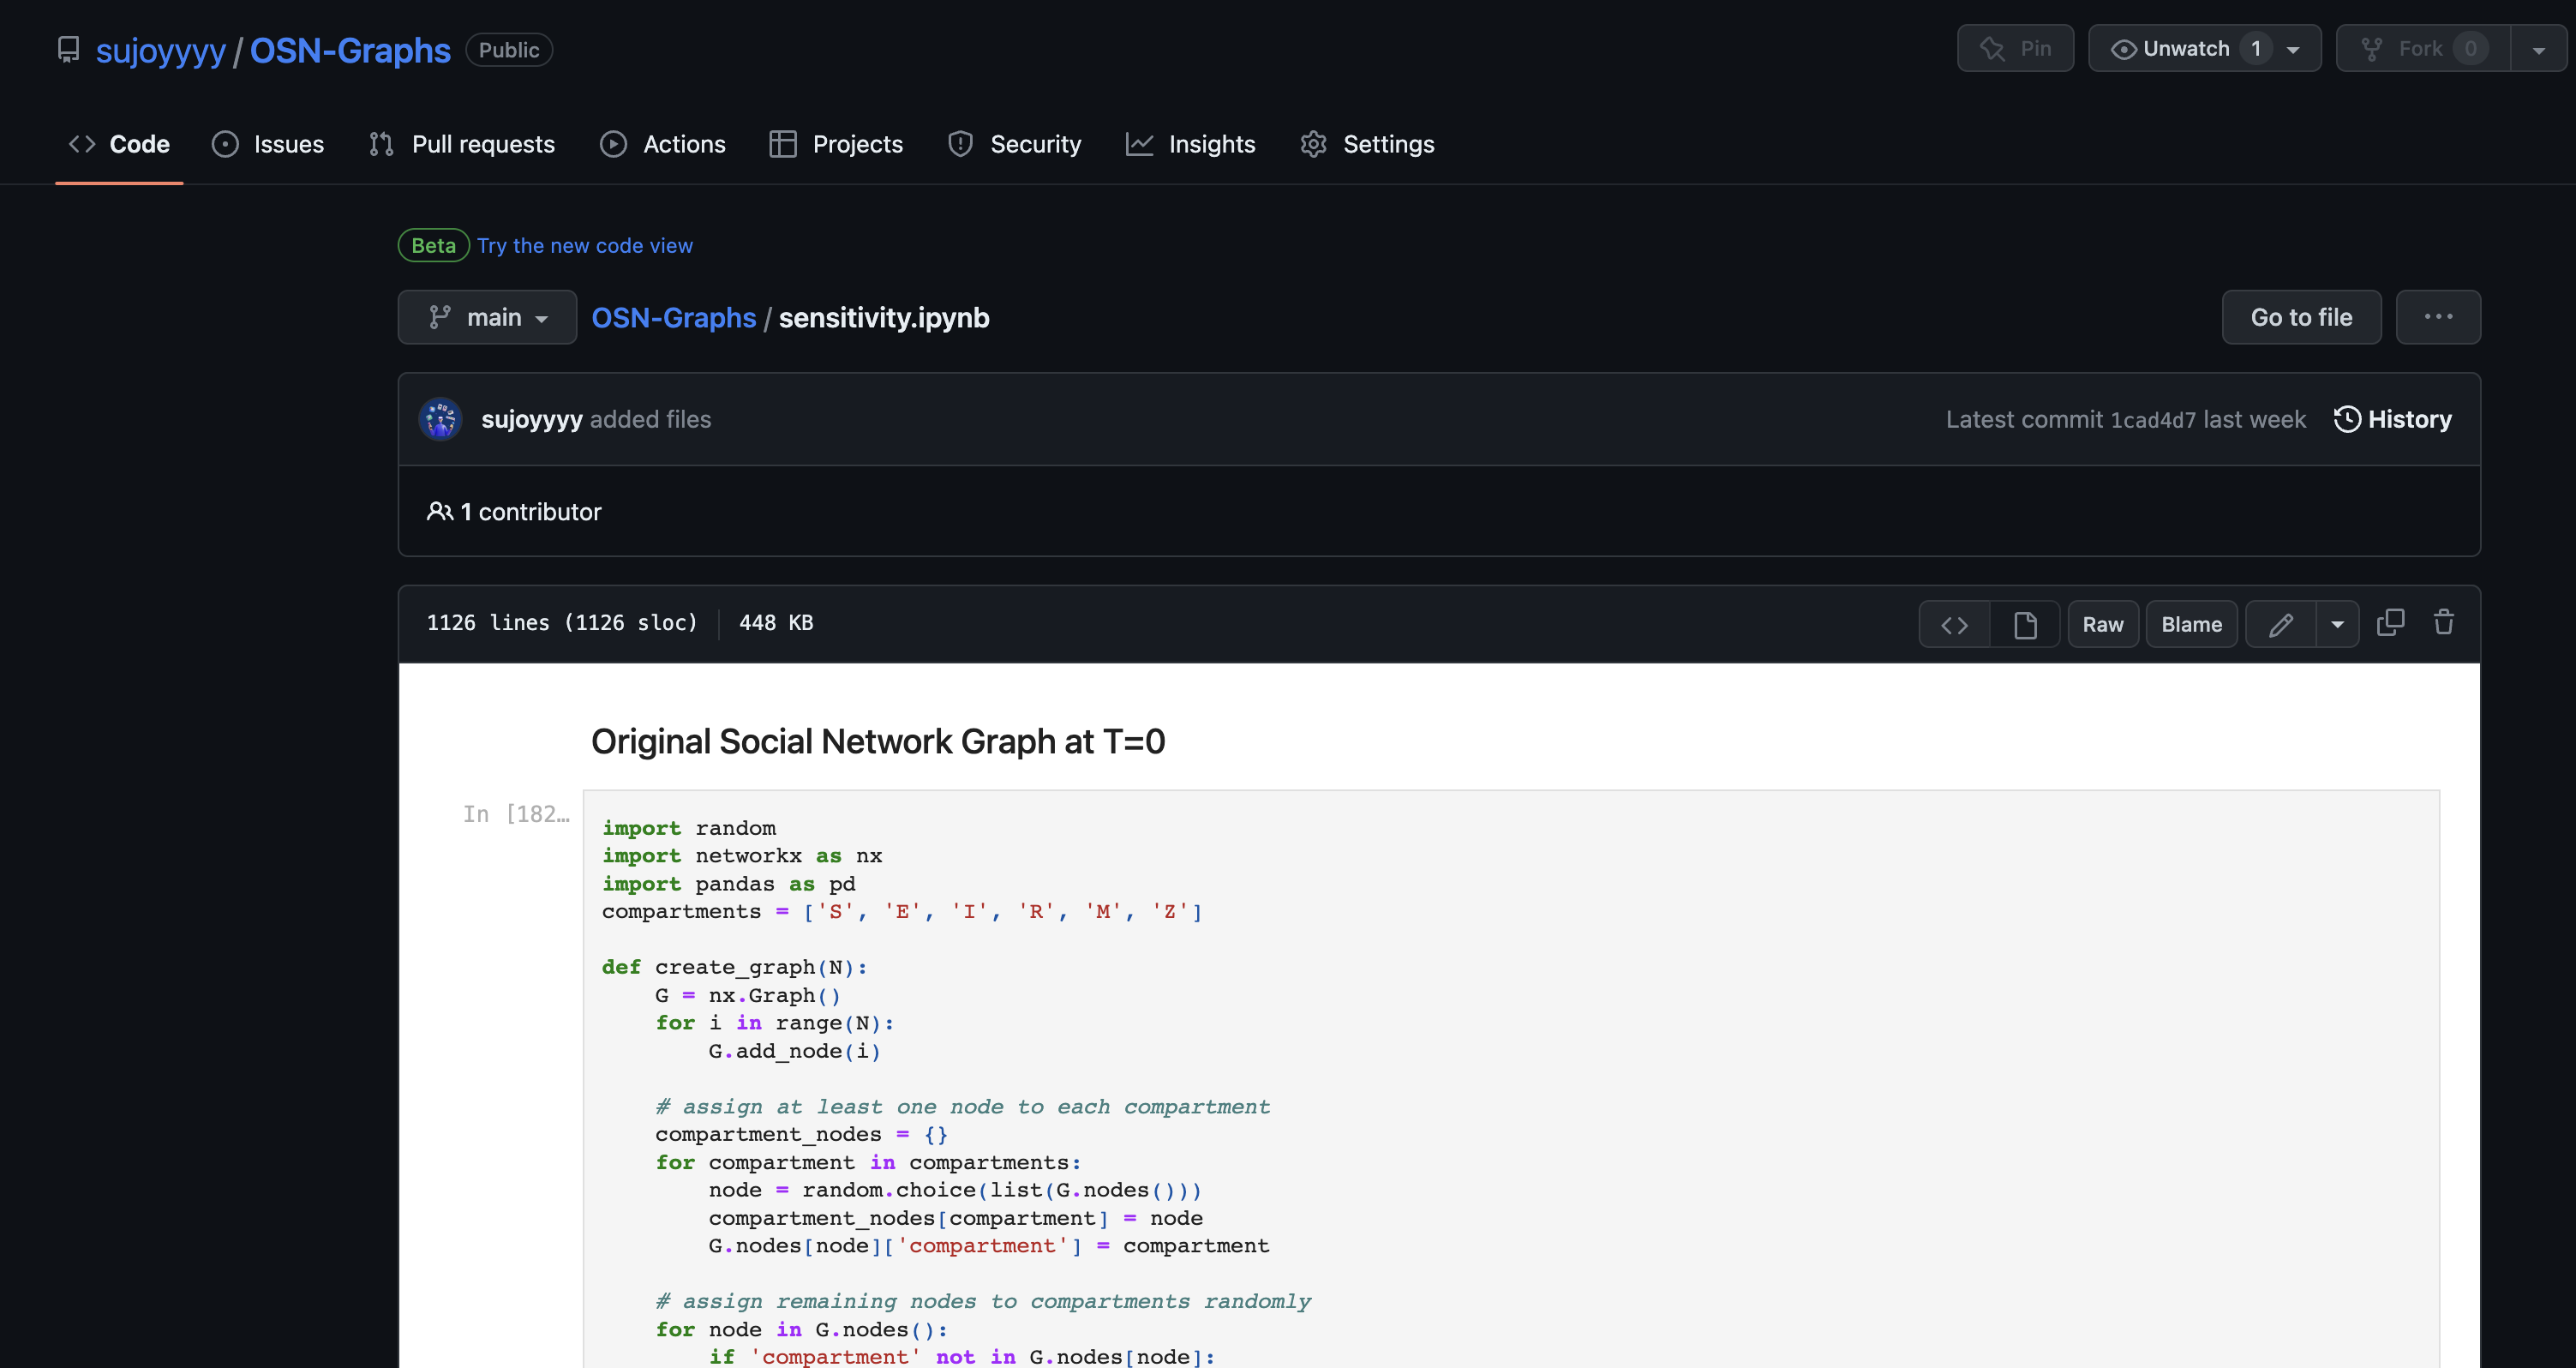 sujoyyyy / OSN-Graphs Public
Pin
Unwatch 1
Fork 0
Code
Issues
Pull requests
Actions
Projects
Security
Insights
Settings
Beta Try the new code view
main
OSN-Graphs / sensitivity.ipynb
Go to file
...
sujoyyyy added files
Latest commit 1cad4d7 last week
History
1 contributor
1126 lines (1126 sloc)
448 KB
Raw
Blame
Original Social Network Graph at T=0
In [182…
import random
import networkx as nx
import pandas as pd
compartments = ['S', 'E', 'I', 'R', 'M', 'Z']
def create_graph(N):
    G = nx.Graph()
    for i in range(N):
        G.add_node(i)
    # assign at least one node to each compartment
    compartment_nodes = {}
    for compartment in compartments:
        node = random.choice(list(G.nodes()))
        compartment_nodes[compartment] = node
        G.nodes[node]['compartment'] = compartment
    # assign remaining nodes to compartments randomly
    for node in G.nodes():
        if 'compartment' not in G.nodes[node]: